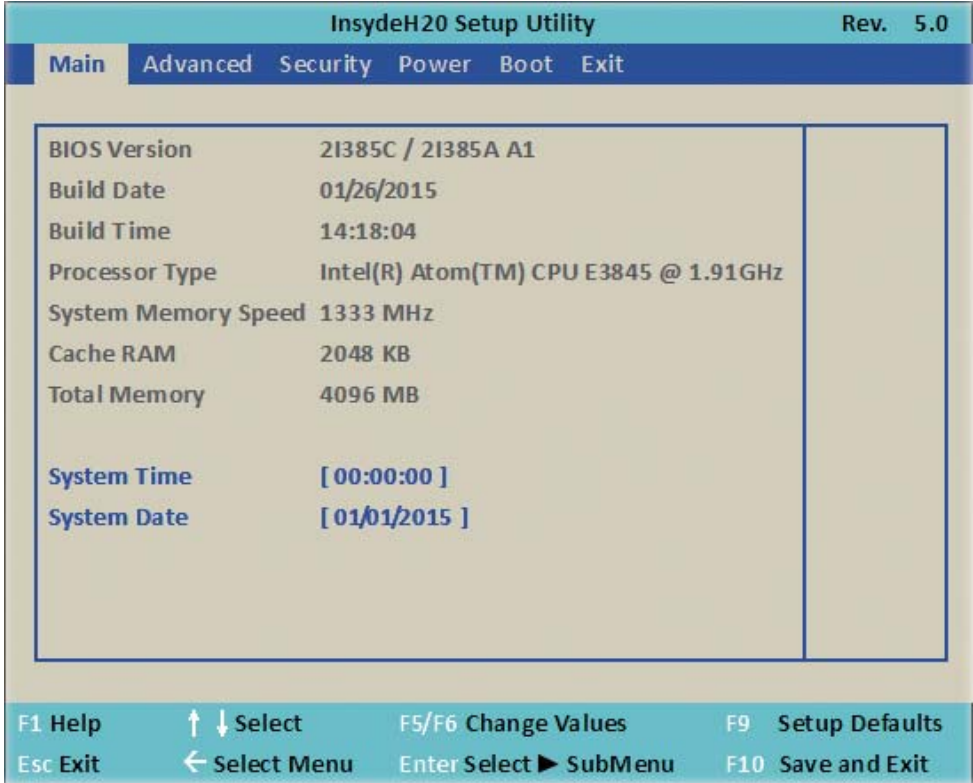 InsydeH20 Setup Utility Rev. 5.0
Main Advanced Security Power Boot Exit
BIOS Version 2I385C / 2I385A A1
Build Date 01/26/2015
Build Time 14:18:04
Processor Type Intel(R) Atom(TM) CPU E3845 @ 1.91GHz
System Memory Speed 1333 MHz
Cache RAM 2048 KB
Total Memory 4096 MB
System Time [ 00:00:00 ]
System Date [ 01/01/2015 ]
F1 Help ↑ ↓ Select F5/F6 Change Values F9 Setup Defaults
Esc Exit ← Select Menu Enter Select ▶ SubMenu F10 Save and Exit